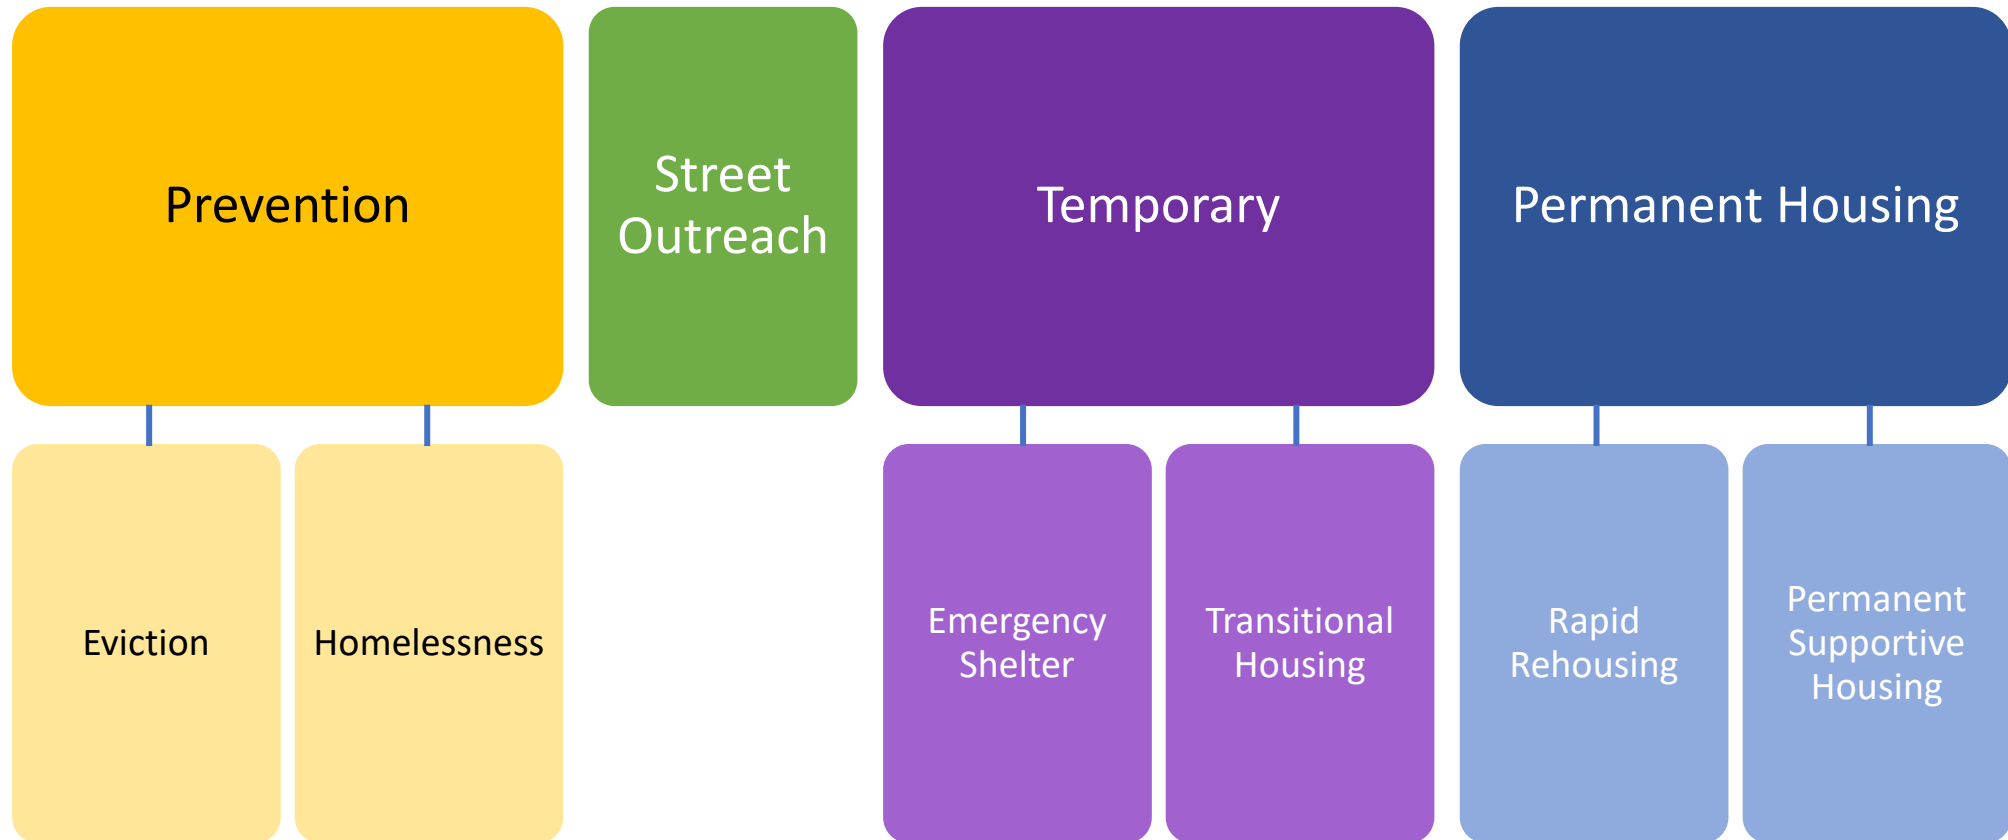 Prevention
Street
Outreach
Temporary
Permanent Housing
Eviction
Homelessness
Emergency
Shelter
Transitional
Housing
Rapid
Rehousing
Permanent
Supportive
Housing